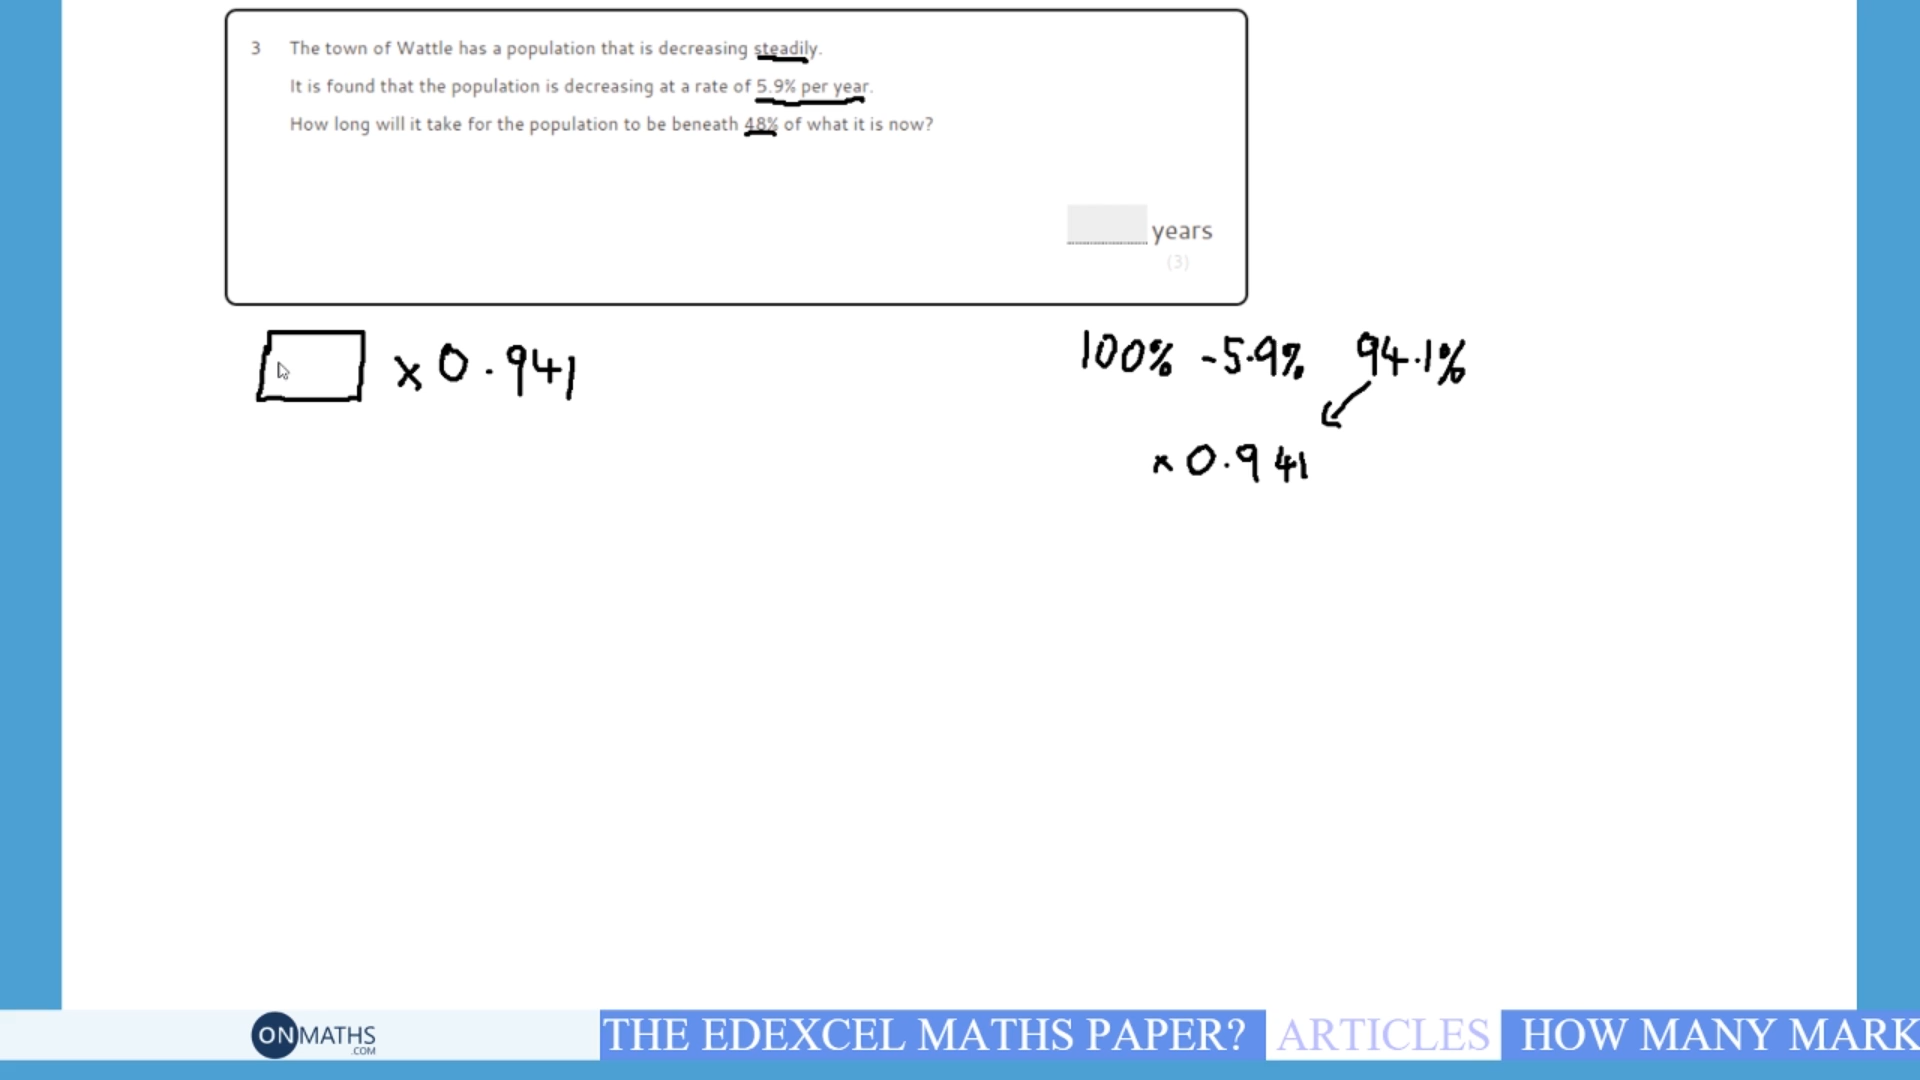 3 The town of Wattle has a population that is decreasing steadily.
It is found that the population is decreasing at a rate of 5.9% per year.
How long will it take for the population to be beneath 48% of what it is now?
years
(3)
× 0.941
100% - 5.9% 94.1%
× 0.941
ONMATHS
.COM
THE EDEXCEL MATHS PAPER? ARTICLES HOW MANY MARK